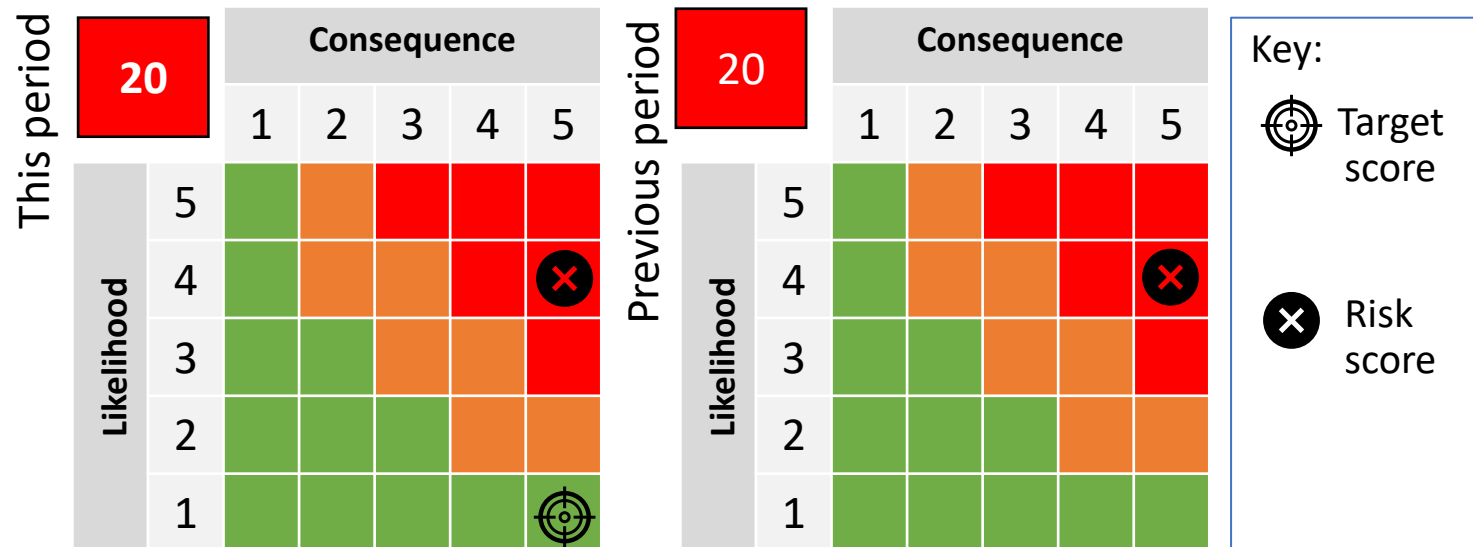 This period
20
Consequence
1 2 3 4 5
Likelihood
5
4
3
2
1
Previous period
20
Consequence
1 2 3 4 5
Likelihood
5
4
3
2
1
Key:
Target
score
Risk
score